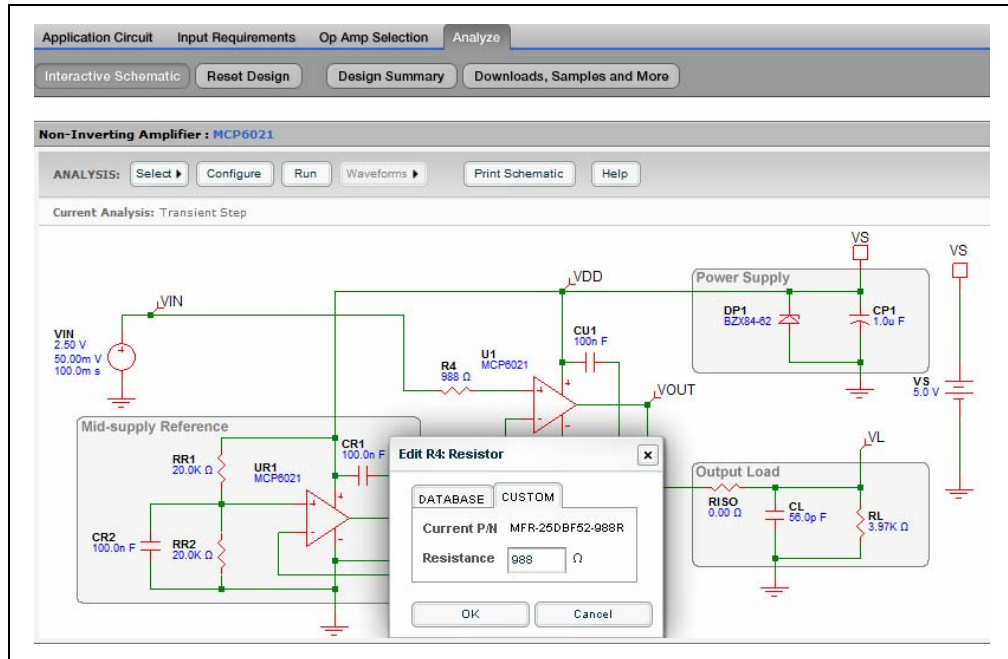 Application Circuit Input Requirements Op Amp Selection Analyze
Interactive Schematic Reset Design Design Summary Downloads, Samples and More
Non-Inverting Amplifier : MCP6021
ANALYSIS: Select Configure Run Waveforms Print Schematic Help
Current Analysis: Transient Step
VIN
VIN
2.50 V
50.00m V
100.0m s
R4
988 Ω
U1
MCP6021
VDD
CU1
100n F
VOUT
Power Supply
VS
DP1
BZX84-62
CP1
1.0u F
VS
VS
5.0 V
Mid-supply Reference
RR1
20.0K Ω
UR1
MCP6021
CR1
100.0n F
CR2
100.0n F
RR2
20.0K Ω
Edit R4: Resistor
DATABASE CUSTOM
Current P/N MFR-25DBF52-988R
Resistance 988 Ω
OK Cancel
Output Load
VL
RISO
0.00 Ω
CL
56.0p F
RL
3.97K Ω